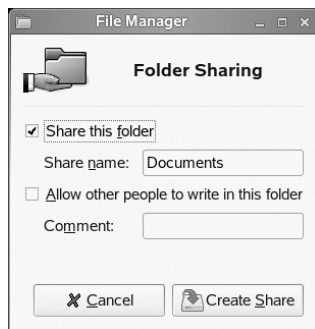 File Manager
Folder Sharing
Share this folder
Share name: Documents
Allow other people to write in this folder
Comment:
Cancel
Create Share